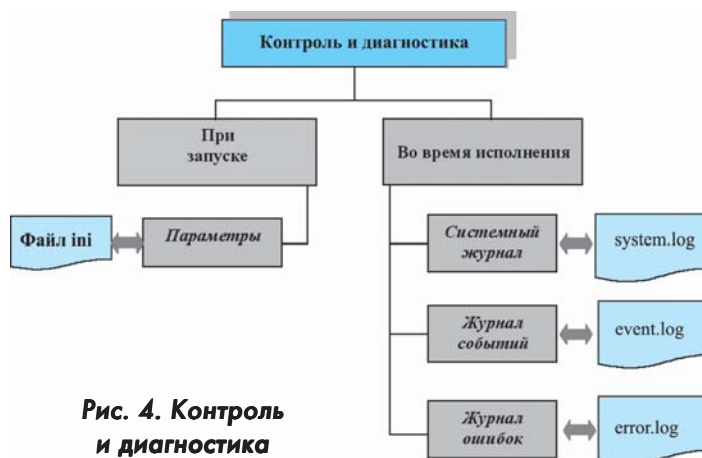 Контроль и диагностика
При
запуске
Во время исполнения
Файл ini
Параметры
Системный
журнал
system.log
Журнал
событий
event.log
Журнал
ошибок
error.log
Рис. 4. Контроль
и диагностика